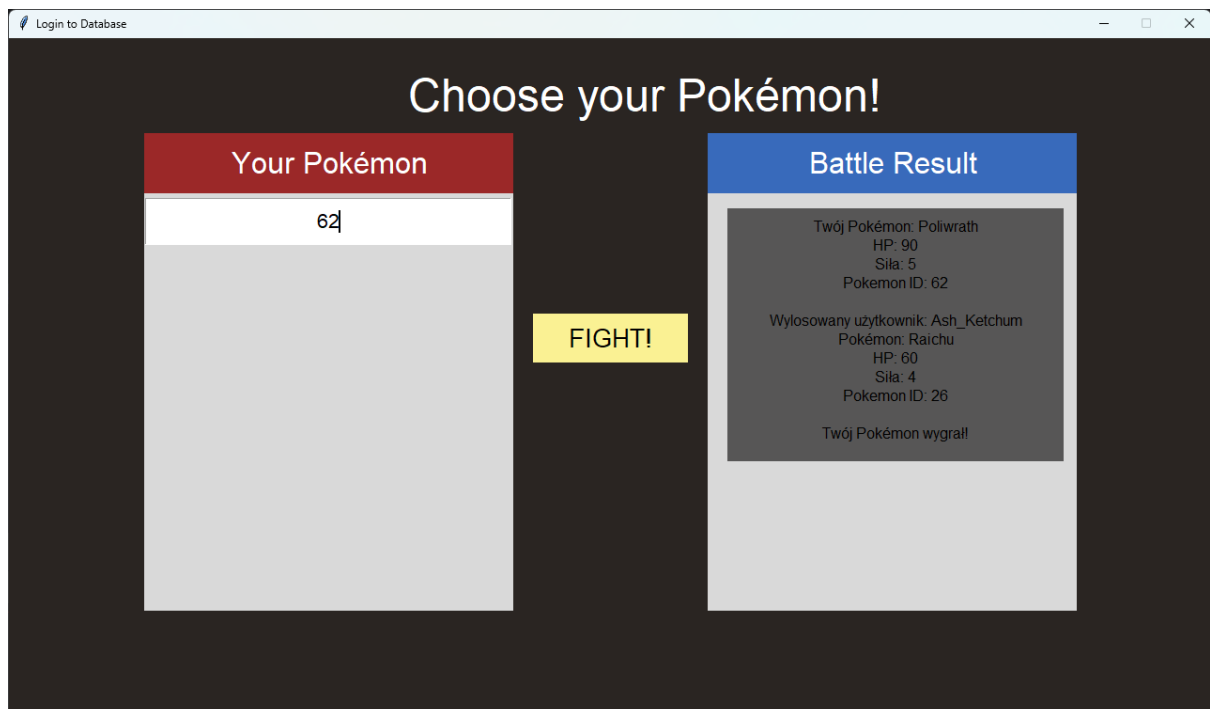 Login to Database
Choose your Pokémon!
Your Pokémon
62
FIGHT!
Battle Result
Twój Pokémon: Poliwrath
HP: 90
Siła: 5
Pokemon ID: 62
Wylosowany użytkownik: Ash_Ketchum
Pokémon: Raichu
HP: 60
Siła: 4
Pokemon ID: 26
Twój Pokémon wygrał!